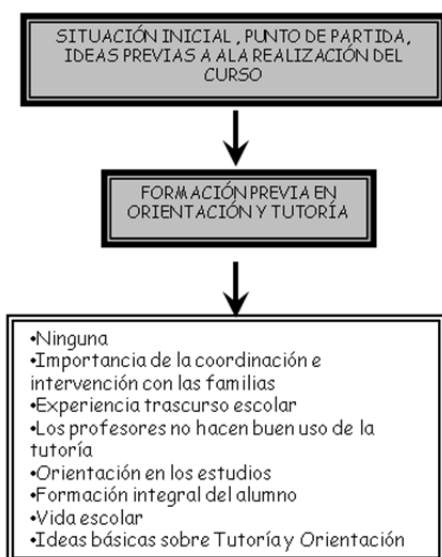 SITUACIÓN INICIAL , PUNTO DE PARTIDA,
IDEAS PREVIAS A ALA REALIZACIÓN DEL
CURSO
FORMACIÓN PREVIA EN
ORIENTACIÓN Y TUTORÍA
•Ninguna
•Importancia de la coordinación e
intervención con las familias
•Experiencia trascurso escolar
•Los profesores no hacen buen uso de la
tutoría
•Orientación en los estudios
•Formación integral del alumno
•Vida escolar
•Ideas básicas sobre Tutoría y Orientación